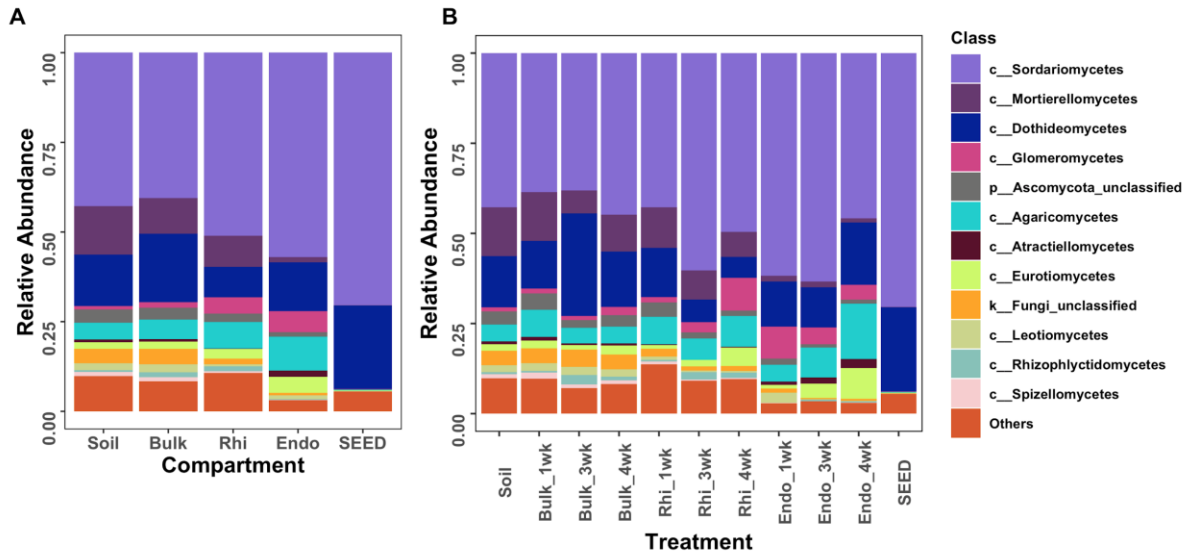 A
Relative Abundance
1.00
0.75
0.50
0.25
0.00
Soil
Bulk
Rhi
Endo
SEED
Compartment
B
Relative Abundance
1.00
0.75
0.50
0.25
0.00
Soil
Bulk_1wk
Bulk_3wk
Bulk_4wk
Rhi_1wk
Rhi_3wk
Rhi_4wk
Endo_1wk
Endo_3wk
Endo_4wk
SEED
Treatment
Class
c__Sordariomycetes
c__Mortierellomycetes
c__Dothideomycetes
c__Glomeromycetes
p__Ascomycota_unclassified
c__Agaricomycetes
c__Atractiellomycetes
c__Eurotiomycetes
k__Fungi_unclassified
c__Leotiomycetes
c__Rhizophlyctidomycetes
c__Spizellomycetes
Others